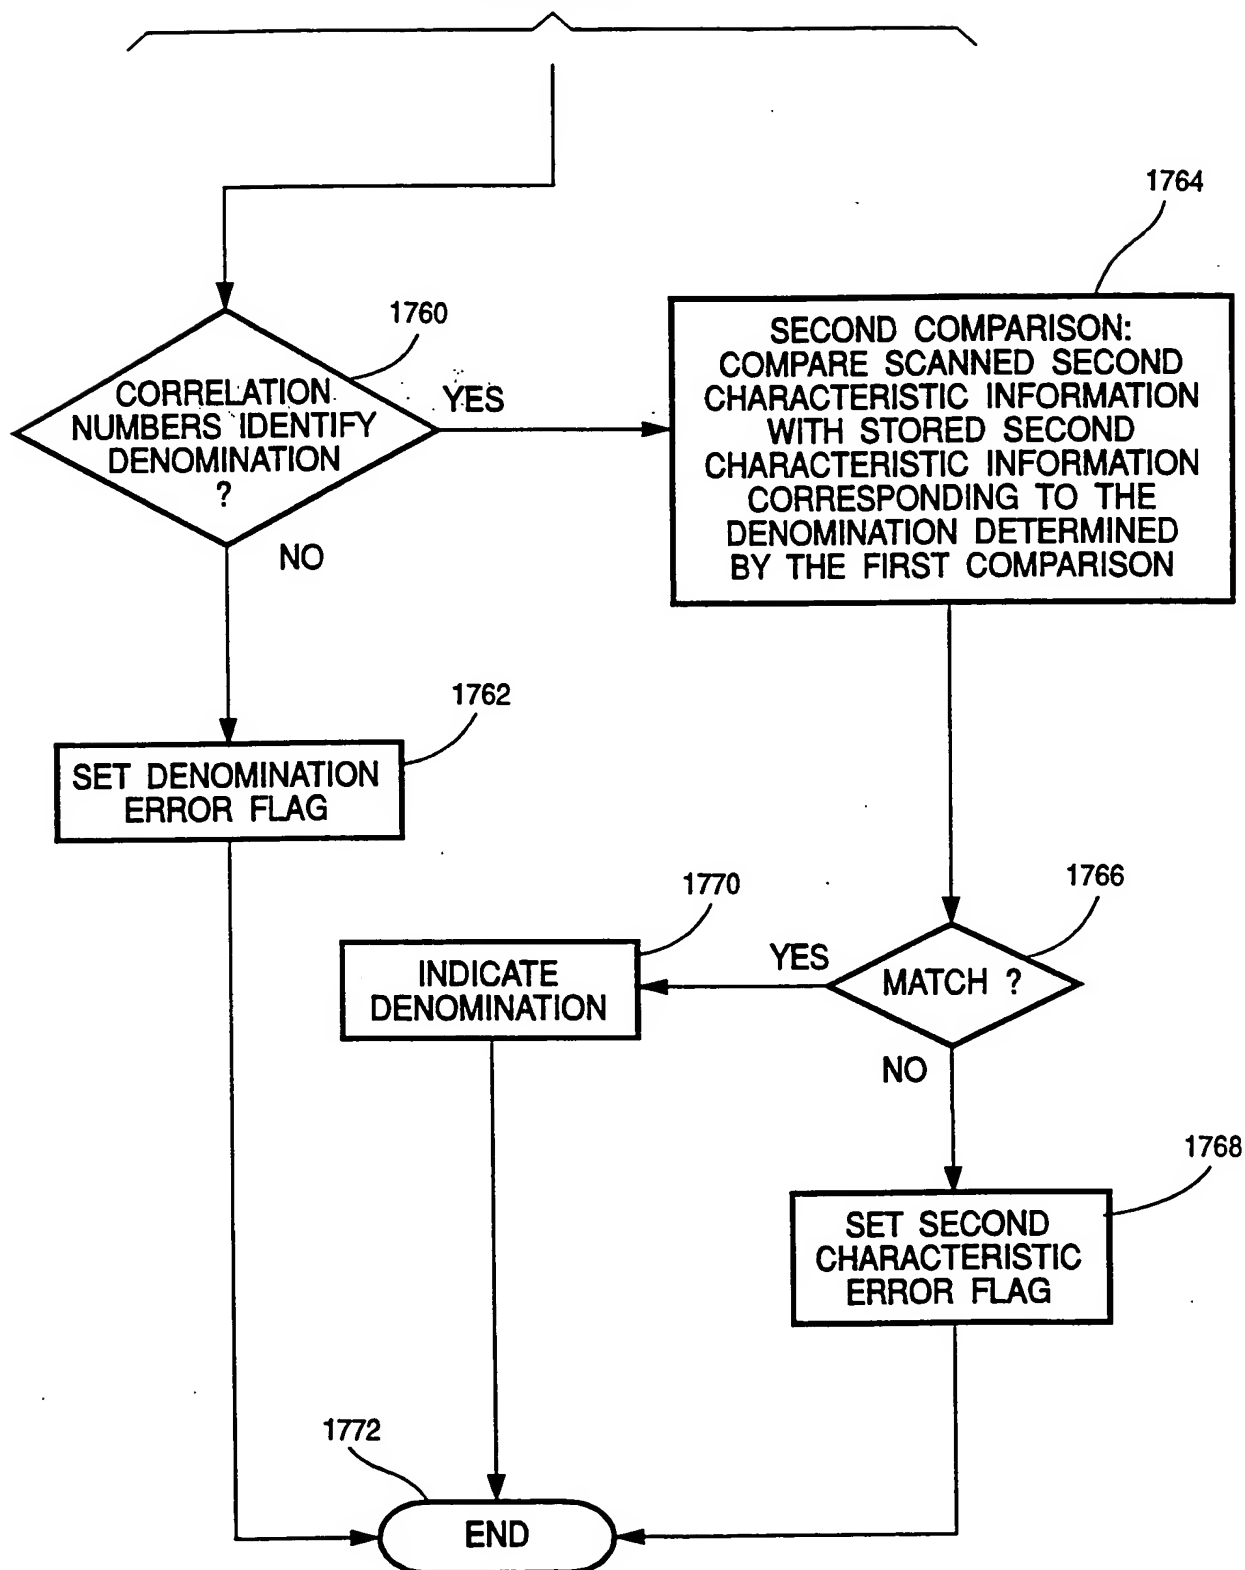 1764
1760
SECOND COMPARISON:
COMPARE SCANNED SECOND
CHARACTERISTIC INFORMATION
WITH STORED SECOND
CHARACTERISTIC INFORMATION
CORRESPONDING TO THE
DENOMINATION DETERMINED
BY THE FIRST COMPARISON
CORRELATION
NUMBERS IDENTIFY
DENOMINATION
?
YES
NO
1762
SET DENOMINATION
ERROR FLAG
1770
1766
INDICATE
DENOMINATION
YES
MATCH ?
NO
1768
SET SECOND
CHARACTERISTIC
ERROR FLAG
1772
END